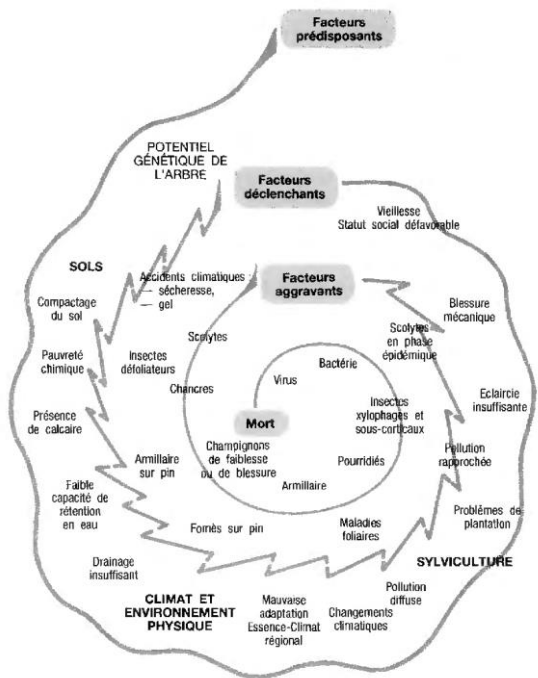 Facteurs
prédisposants
POTENTIEL
GÉNÉTIQUE DE
L'ARBRE
Facteurs
déclenchants
Vieillesse
Statut social défavorable
SOLS
Accidents climatiques :
— sécheresse,
— gel
Facteurs
aggravants
Compactage
du sol
Blessure
mécanique
Scolytes
Scolytes
en phase
épidémique
Pauvreté
chimique
Insectes
défoliateurs
Bactérie
Virus
Chancres
Eclaircie
insuffisante
Insectes
xylophages et
sous-corticaux
Présence
de calcaire
Mort
Champignons
de faiblesse
ou de blessure
Pollution
rapprochée
Armillaire
sur pin
Pourridiés
Faible
capacité de
rétention
en eau
Armillaire
Problèmes de
plantation
Fomès sur pin
Maladies
foliaires
Drainage
insuffisant
SYLVICULTURE
Pollution
diffuse
CLIMAT ET
ENVIRONNEMENT
PHYSIQUE
Mauvaise
adaptation
Essence-Climat
régional
Changements
climatiques